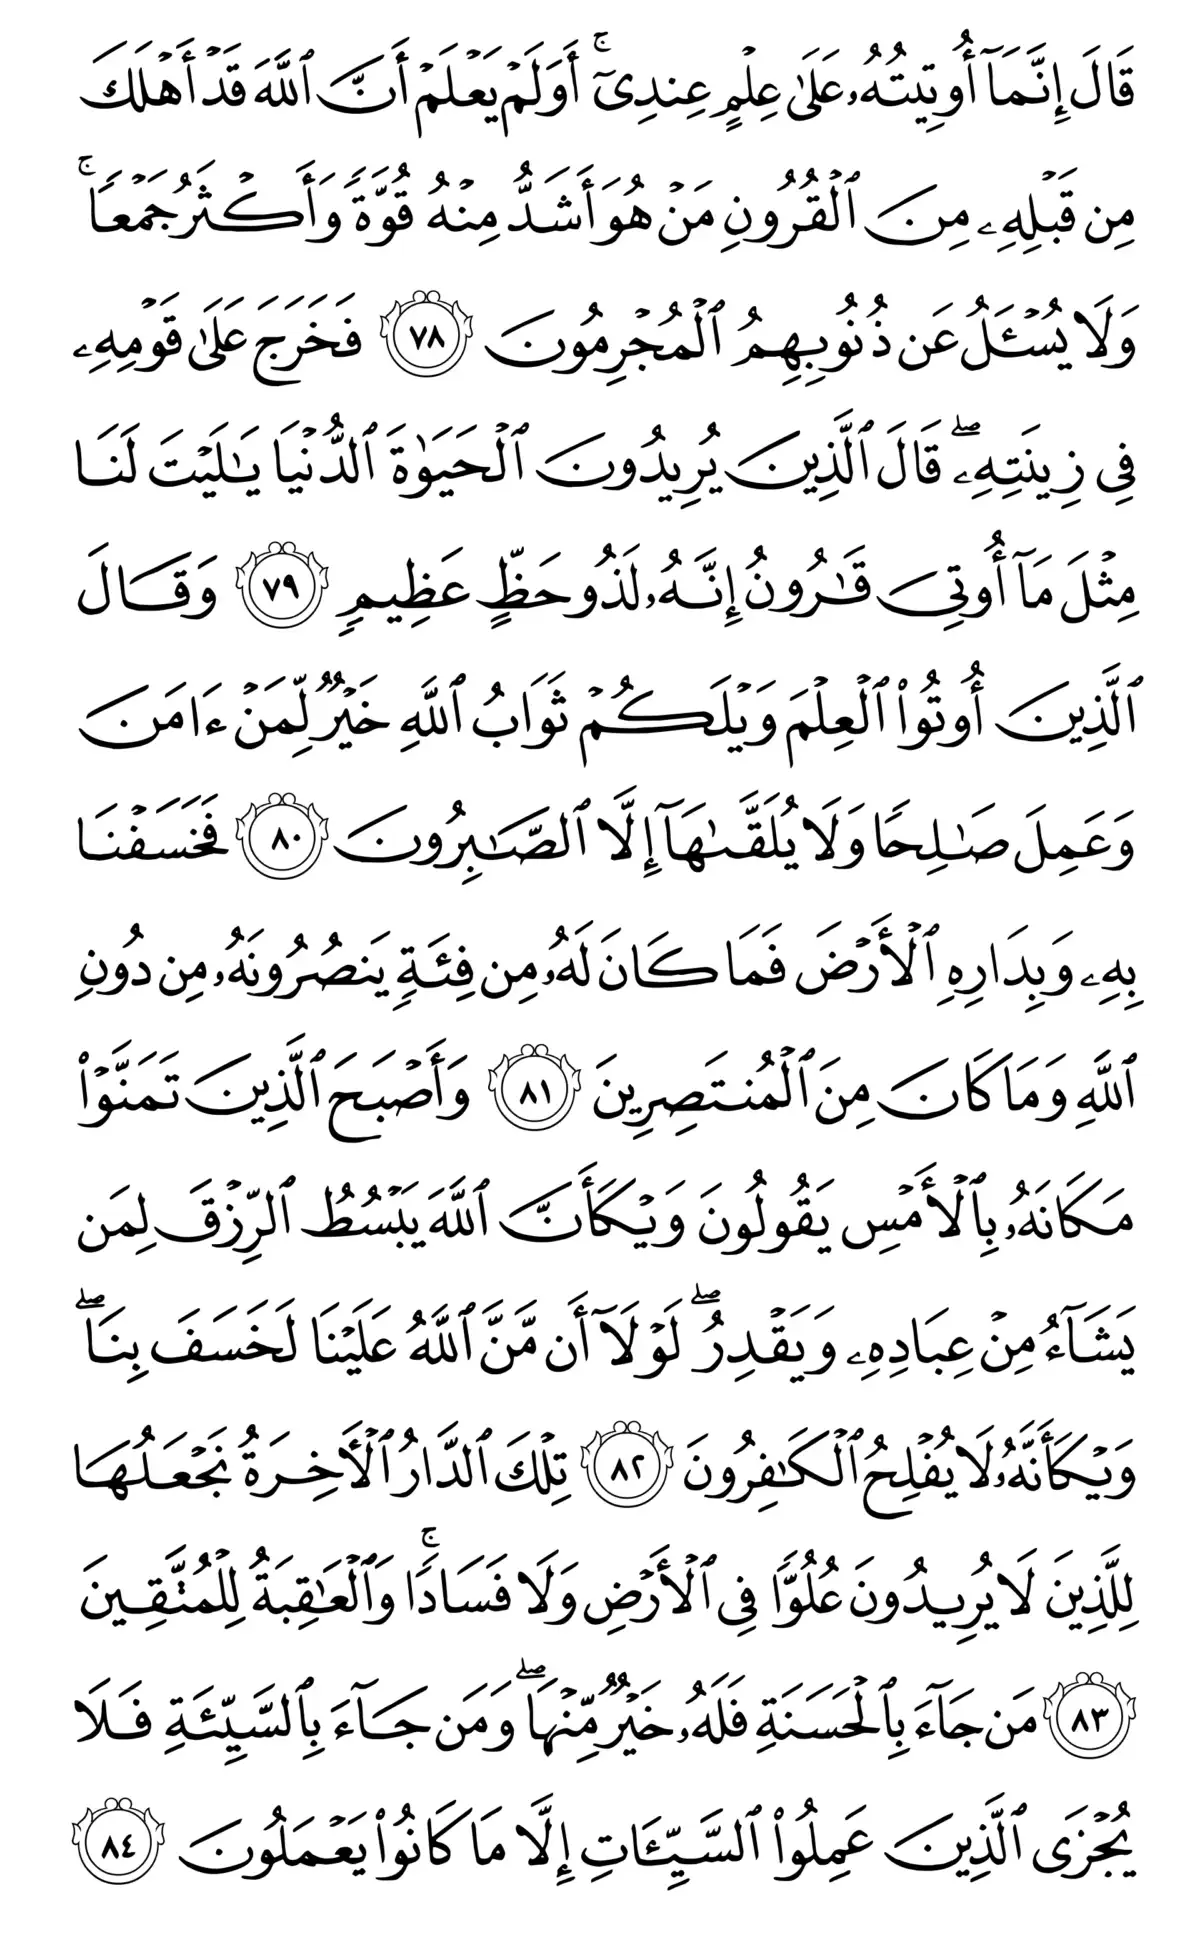 قَالَ إِنَّمَآ أُوتِيتُهُۥ عَلَىٰ عِلْمٍ عِندِىٓ ۚ أَوَلَمْ يَعْلَمْ أَنَّ ٱللَّهَ قَدْ أَهْلَكَ
مِن قَبْلِهِۦ مِنَ ٱلْقُرُونِ مَنْ هُوَ أَشَدُّ مِنْهُ قُوَّةً وَأَكْثَرُ جَمْعًا ۚ
وَلَا يُسْـَٔلُ عَن ذُنُوبِهِمُ ٱلْمُجْرِمُونَ ٧٨ فَخَرَجَ عَلَىٰ قَوْمِهِۦ
فِى زِينَتِهِۦ ۖ قَالَ ٱلَّذِينَ يُرِيدُونَ ٱلْحَيَوٰةَ ٱلدُّنْيَا يَـٰلَيْتَ لَنَا
مِثْلَ مَآ أُوتِىَ قَـٰرُونُ إِنَّهُۥ لَذُو حَظٍّ عَظِيمٍ ٧٩ وَقَالَ
ٱلَّذِينَ أُوتُوا۟ ٱلْعِلْمَ وَيْلَكُمْ ثَوَابُ ٱللَّهِ خَيْرٌ لِّمَنْ ءَامَنَ
وَعَمِلَ صَـٰلِحًا وَلَا يُلَقَّىٰهَآ إِلَّا ٱلصَّـٰبِرُونَ ٨٠ فَخَسَفْنَا
بِهِۦ وَبِدَارِهِ ٱلْأَرْضَ فَمَا كَانَ لَهُۥ مِن فِئَةٍ يَنصُرُونَهُۥ مِن دُونِ
ٱللَّهِ وَمَا كَانَ مِنَ ٱلْمُنتَصِرِينَ ٨١ وَأَصْبَحَ ٱلَّذِينَ تَمَنَّوْا۟
مَكَانَهُۥ بِٱلْأَمْسِ يَقُولُونَ وَيْكَأَنَّ ٱللَّهَ يَبْسُطُ ٱلرِّزْقَ لِمَن
يَشَآءُ مِنْ عِبَادِهِۦ وَيَقْدِرُ ۖ لَوْلَآ أَن مَّنَّ ٱللَّهُ عَلَيْنَا لَخَسَفَ بِنَا ۖ
وَيْكَأَنَّهُۥ لَا يُفْلِحُ ٱلْكَـٰفِرُونَ ٨٢ تِلْكَ ٱلدَّارُ ٱلْـَٔاخِرَةُ نَجْعَلُهَا
لِلَّذِينَ لَا يُرِيدُونَ عُلُوًّا فِى ٱلْأَرْضِ وَلَا فَسَادًا ۚ وَٱلْعَـٰقِبَةُ لِلْمُتَّقِينَ
٨٣ مَن جَآءَ بِٱلْحَسَنَةِ فَلَهُۥ خَيْرٌ مِّنْهَا ۖ وَمَن جَآءَ بِٱلسَّيِّئَةِ فَلَا
يُجْزَى ٱلَّذِينَ عَمِلُوا۟ ٱلسَّيِّـَٔاتِ إِلَّا مَا كَانُوا۟ يَعْمَلُونَ ٨٤